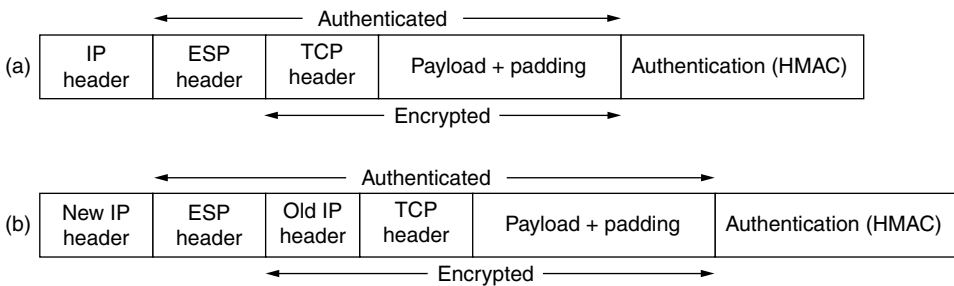 Authenticated
(a)
IP
header
ESP
header
TCP
header
Payload + padding
Authentication (HMAC)
Encrypted
Authenticated
(b)
New IP
header
ESP
header
Old IP
header
TCP
header
Payload + padding
Authentication (HMAC)
Encrypted